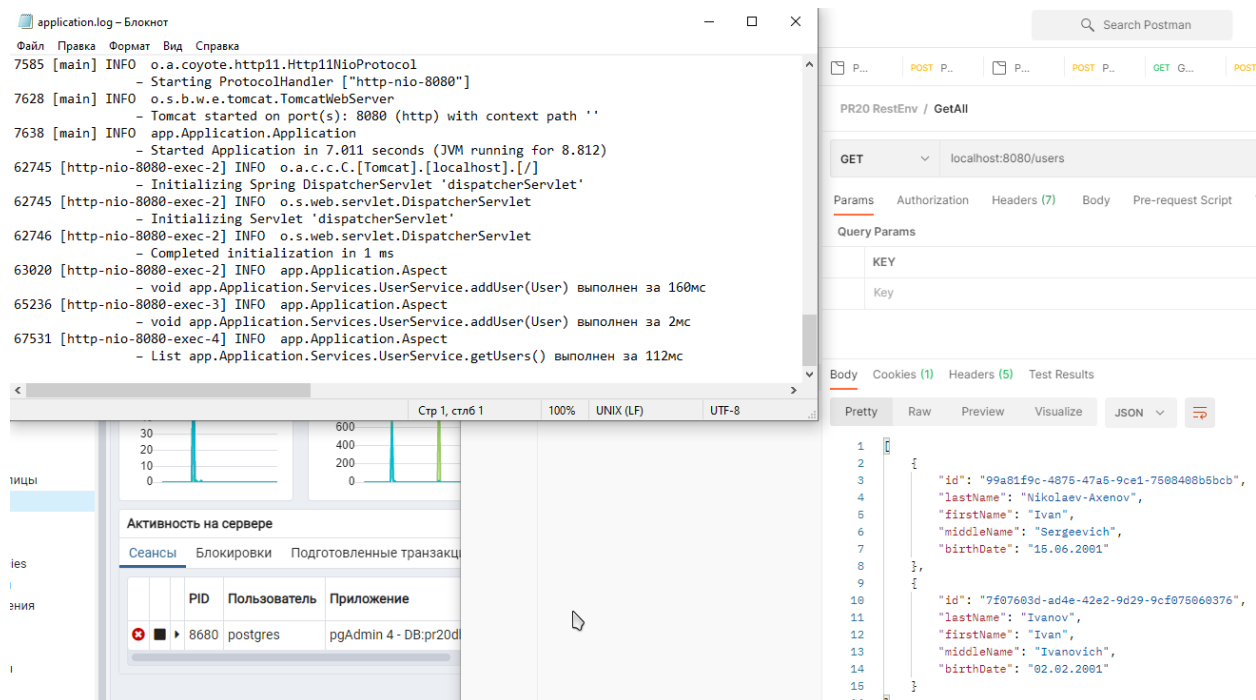 application.log – Блокнот
Файл Правка Формат Вид Справка
7585 [main] INFO o.a.coyote.http11.Http11NioProtocol
– Starting ProtocolHandler ["http-nio-8080"]
7628 [main] INFO o.s.b.w.e.tomcat.TomcatWebServer
– Tomcat started on port(s): 8080 (http) with context path ''
7638 [main] INFO app.Application.Application
– Started Application in 7.011 seconds (JVM running for 8.812)
62745 [http-nio-8080-exec-2] INFO o.a.c.c.C.[Tomcat].[localhost].[/]
– Initializing Spring DispatcherServlet 'dispatcherServlet'
62745 [http-nio-8080-exec-2] INFO o.s.web.servlet.DispatcherServlet
– Initializing Servlet 'dispatcherServlet'
62746 [http-nio-8080-exec-2] INFO o.s.web.servlet.DispatcherServlet
– Completed initialization in 1 ms
63020 [http-nio-8080-exec-2] INFO app.Application.Aspect
– void app.Application.Services.UserService.addUser(User) выполнен за 160мс
65236 [http-nio-8080-exec-3] INFO app.Application.Aspect
– void app.Application.Services.UserService.addUser(User) выполнен за 2мс
67531 [http-nio-8080-exec-4] INFO app.Application.Aspect
– List app.Application.Services.UserService.getUsers() выполнен за 112мс
Стр 1, стлб 1 100% UNIX (LF) UTF-8
30
20
10
0
600
400
200
0
лицы
ies
ения
Активность на сервере
Сеансы Блокировки Подготовленные транзакц
PID Пользователь Приложение
8680 postgres pgAdmin 4 - DB:pr20d
Search Postman
P... POST P.. P... POST P.. GET G... POST
PR20 RestEnv / GetAll
GET localhost:8080/users
Params Authorization Headers (7) Body Pre-request Script
Query Params
KEY
Key
Body Cookies (1) Headers (5) Test Results
Pretty Raw Preview Visualize JSON
1 [
2 {
3 "id": "99a81f9c-4875-47a5-9ce1-7508408b5bcb",
4 "lastName": "Nikolaev-Axenov",
5 "firstName": "Ivan",
6 "middleName": "Sergeevich",
7 "birthDate": "15.06.2001"
8 },
9 {
10 "id": "7f07603d-ad4e-42e2-9d29-9cf075060376",
11 "lastName": "Ivanov",
12 "firstName": "Ivan",
13 "middleName": "Ivanovich",
14 "birthDate": "02.02.2001"
15 }